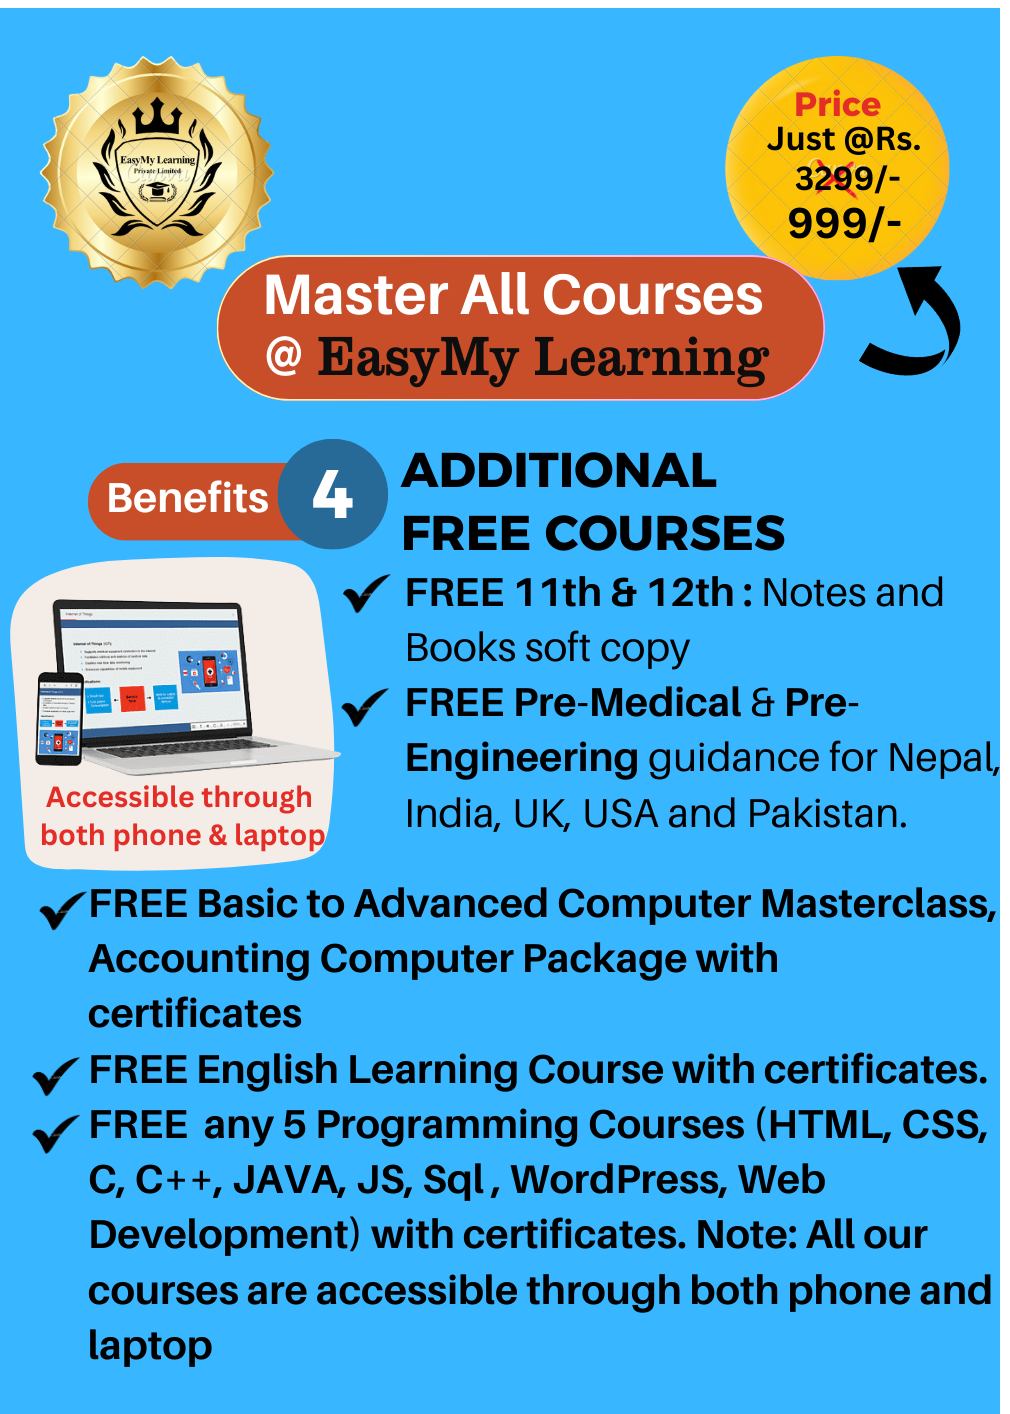 EasyMy Learning
Private Limited
Canva
Price
Just @Rs.
3299/-
999/-
Master All Courses
@ EasyMy Learning
Benefits 4
ADDITIONAL
FREE COURSES
FREE 11th & 12th : Notes and
Books soft copy
FREE Pre-Medical & Pre-
Engineering guidance for Nepal,
India, UK, USA and Pakistan.
Internet of Things
Accessible through
both phone & laptop
FREE Basic to Advanced Computer Masterclass,
Accounting Computer Package with
certificates
FREE English Learning Course with certificates.
FREE  any 5 Programming Courses (HTML, CSS,
C, C++, JAVA, JS, Sql , WordPress, Web
Development) with certificates. Note: All our
courses are accessible through both phone and
laptop